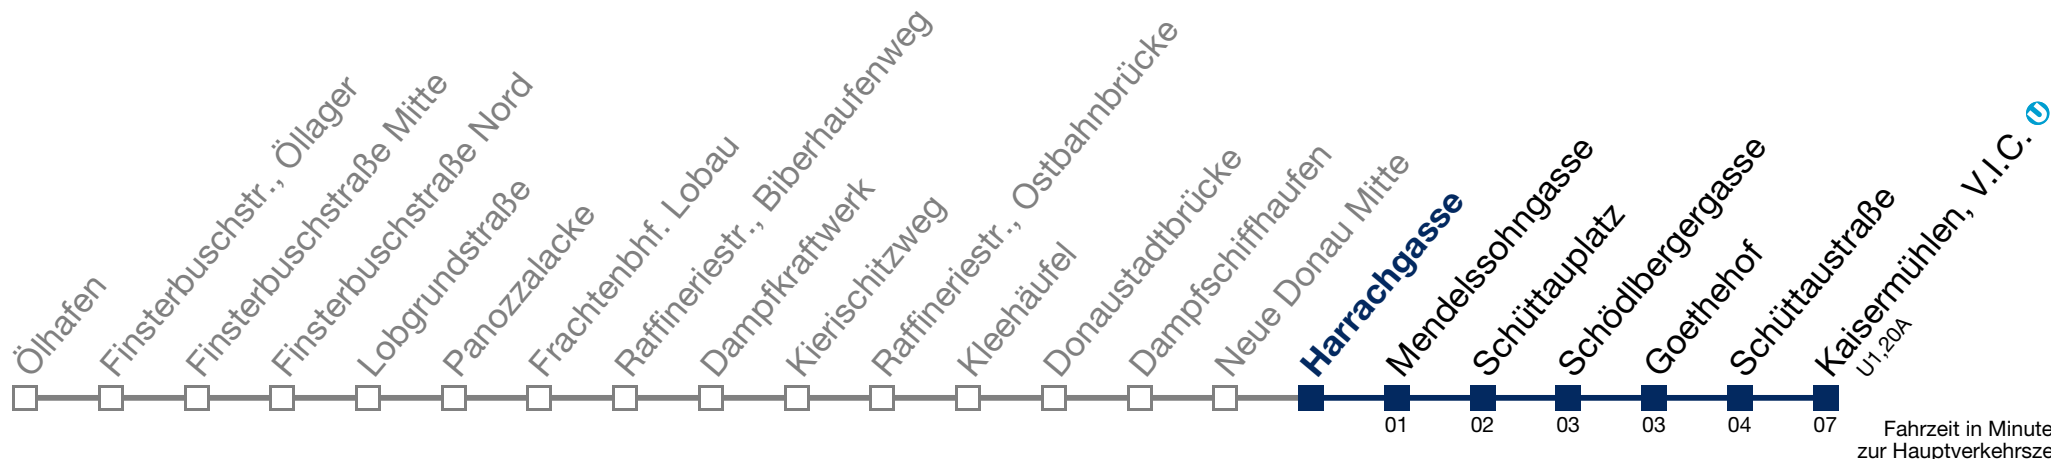 Ölhafen
Finsterbuschstr., Öllager
Finsterbuschstraße Mitte
Finsterbuschstraße Nord
Lobgrundstraße
Panozzalacke
Frachtenbhf. Lobau
Raffineriestr., Biberhaufenweg
Dampfkraftwerk
Kierischitzweg
Raffineriestr., Ostbahnbrücke
Kleehäufel
Donaustadtbrücke
Dampfschiffhaufen
Neue Donau Mitte
Harrachgasse
Mendelssohngasse
Schüttauplatz
Schödlbergergasse
Goethehof
Schüttaustraße
Kaisermühlen, V.I.C. U
U1,20A
01 02 03 03 04 07
Fahrzeit in Minute
zur Hauptverkehrsze